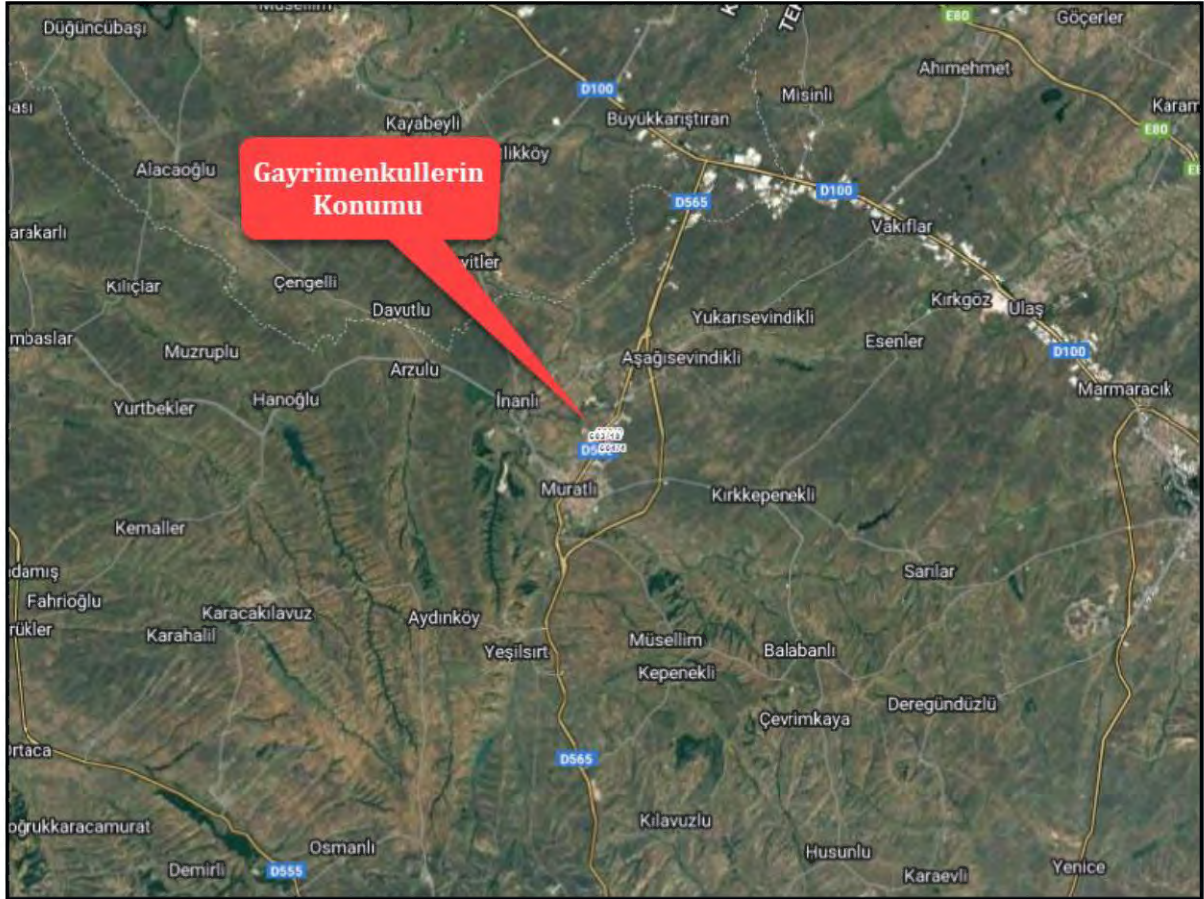 Müsellim
Düğüncübaşı
Göçerler
E80
Ahımehmet
D100
Misinli
Kayabeyli
Büyükkarıştıran
E80
Alacaoğlu
Gayrimenkullerin
Konumu
D565
D100
Vakıflar
Kılıçlar
Çengelli
Davutlu
Kırkgöz
Ulaş
Yukarısevindikli
Esenler
Muzruplu
Arzulu
Aşağısevindikli
D100
Marmaracık
Yurtbekler
Hanoğlu
İnanlı
Muratlı
Kırkkepenekli
Kemaller
Sarılar
Fahrioğlu
Karacakılavuz
Aydınköy
Karahalil
Yeşilsırt
Müsellim
Balabanlı
Kepenekli
Deregündüzlü
Çevrimkaya
D565
Kılavuzlu
Osmanlı
Husunlu
Demirli
D555
Karaevli
Yenice